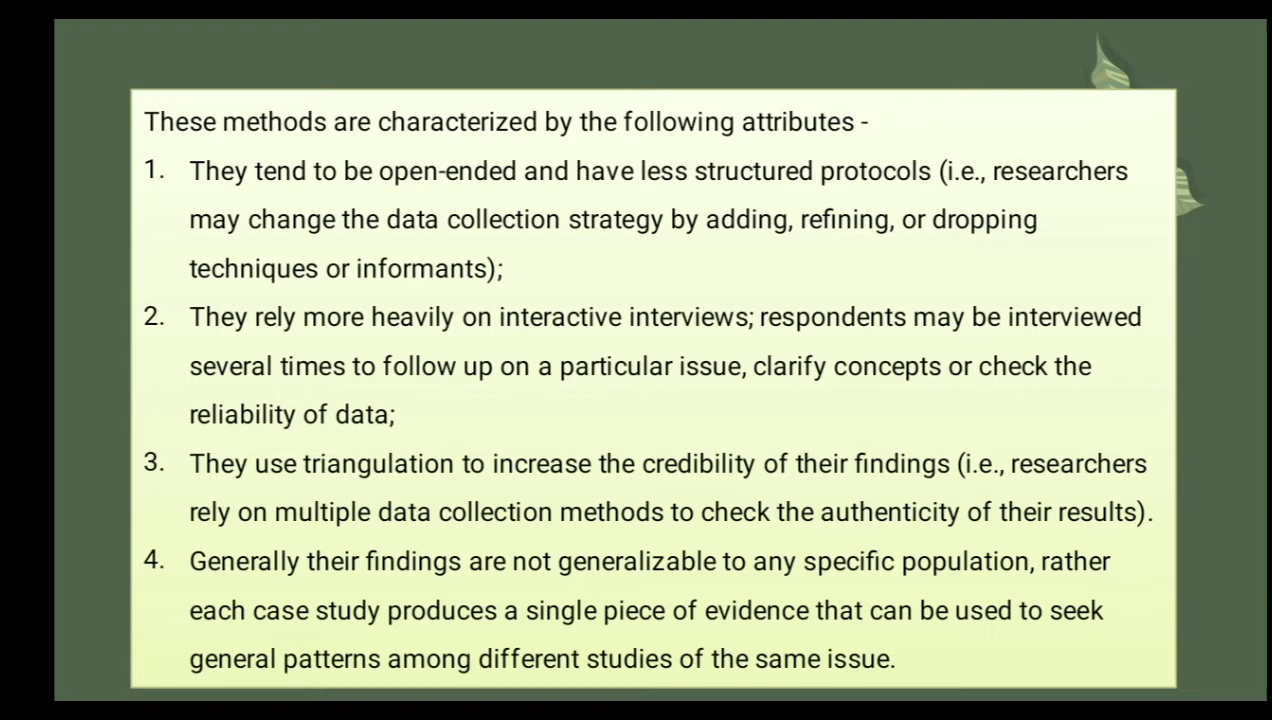 These methods are characterized by the following attributes -
1. They tend to be open-ended and have less structured protocols (i.e., researchers
may change the data collection strategy by adding, refining, or dropping
techniques or informants);
2. They rely more heavily on interactive interviews; respondents may be interviewed
several times to follow up on a particular issue, clarify concepts or check the
reliability of data;
3. They use triangulation to increase the credibility of their findings (i.e., researchers
rely on multiple data collection methods to check the authenticity of their results).
4. Generally their findings are not generalizable to any specific population, rather
each case study produces a single piece of evidence that can be used to seek
general patterns among different studies of the same issue.